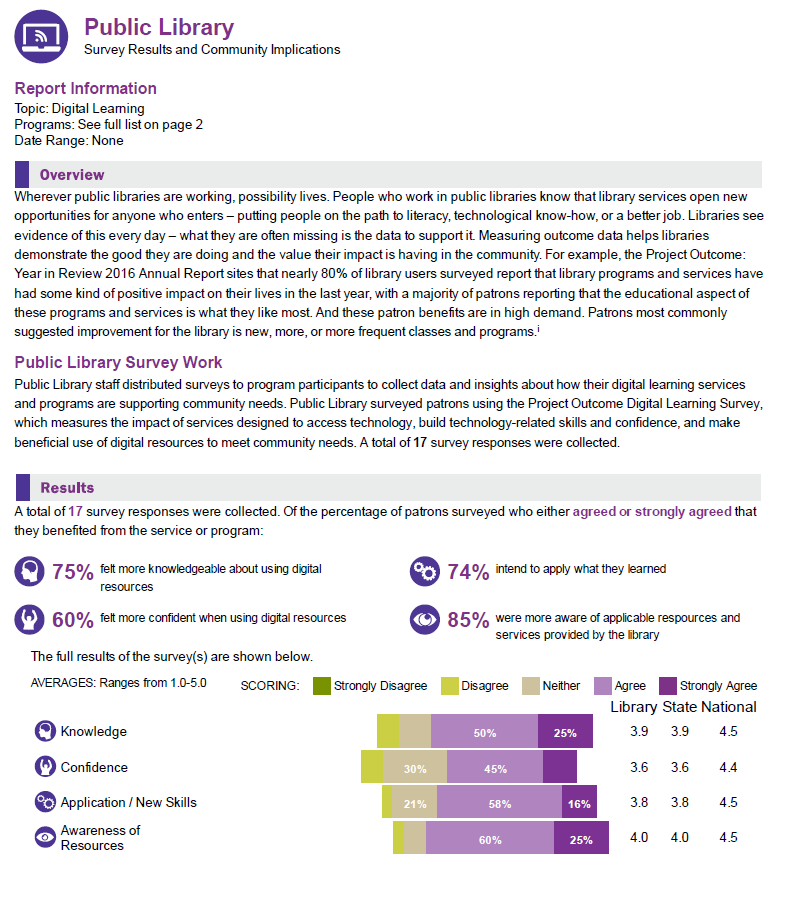 Public Library
Survey Results and Community Implications
Report Information
Topic: Digital Learning
Programs: See full list on page 2
Date Range: None
Overview
Wherever public libraries are working, possibility lives. People who work in public libraries know that library services open new
opportunities for anyone who enters – putting people on the path to literacy, technological know-how, or a better job. Libraries see
evidence of this every day – what they are often missing is the data to support it. Measuring outcome data helps libraries
demonstrate the good they are doing and the value their impact is having in the community. For example, the Project Outcome:
Year in Review 2016 Annual Report sites that nearly 80% of library users surveyed report that library programs and services have
had some kind of positive impact on their lives in the last year, with a majority of patrons reporting that the educational aspect of
these programs and services is what they like most. And these patron benefits are in high demand. Patrons most commonly
suggested improvement for the library is new, more, or more frequent classes and programs.i
Public Library Survey Work
Public Library staff distributed surveys to program participants to collect data and insights about how their digital learning services
and programs are supporting community needs. Public Library surveyed patrons using the Project Outcome Digital Learning Survey,
which measures the impact of services designed to access technology, build technology-related skills and confidence, and make
beneficial use of digital resources to meet community needs. A total of 17 survey responses were collected.
Results
A total of 17 survey responses were collected. Of the percentage of patrons surveyed who either agreed or strongly agreed that
they benefited from the service or program:
75% felt more knowledgeable about using digital
resources
74% intend to apply what they learned
60% felt more confident when using digital resources
85% were more aware of applicable respources and
services provided by the library
The full results of the survey(s) are shown below.
AVERAGES: Ranges from 1.0-5.0 SCORING: Strongly Disagree Disagree Neither Agree Strongly Agree
Library State National
Knowledge 50% 25% 3.9 3.9 4.5
Confidence 30% 45% 3.6 3.6 4.4
Application / New Skills 21% 58% 16% 3.8 3.8 4.5
Awareness of
Resources 60% 25% 4.0 4.0 4.5